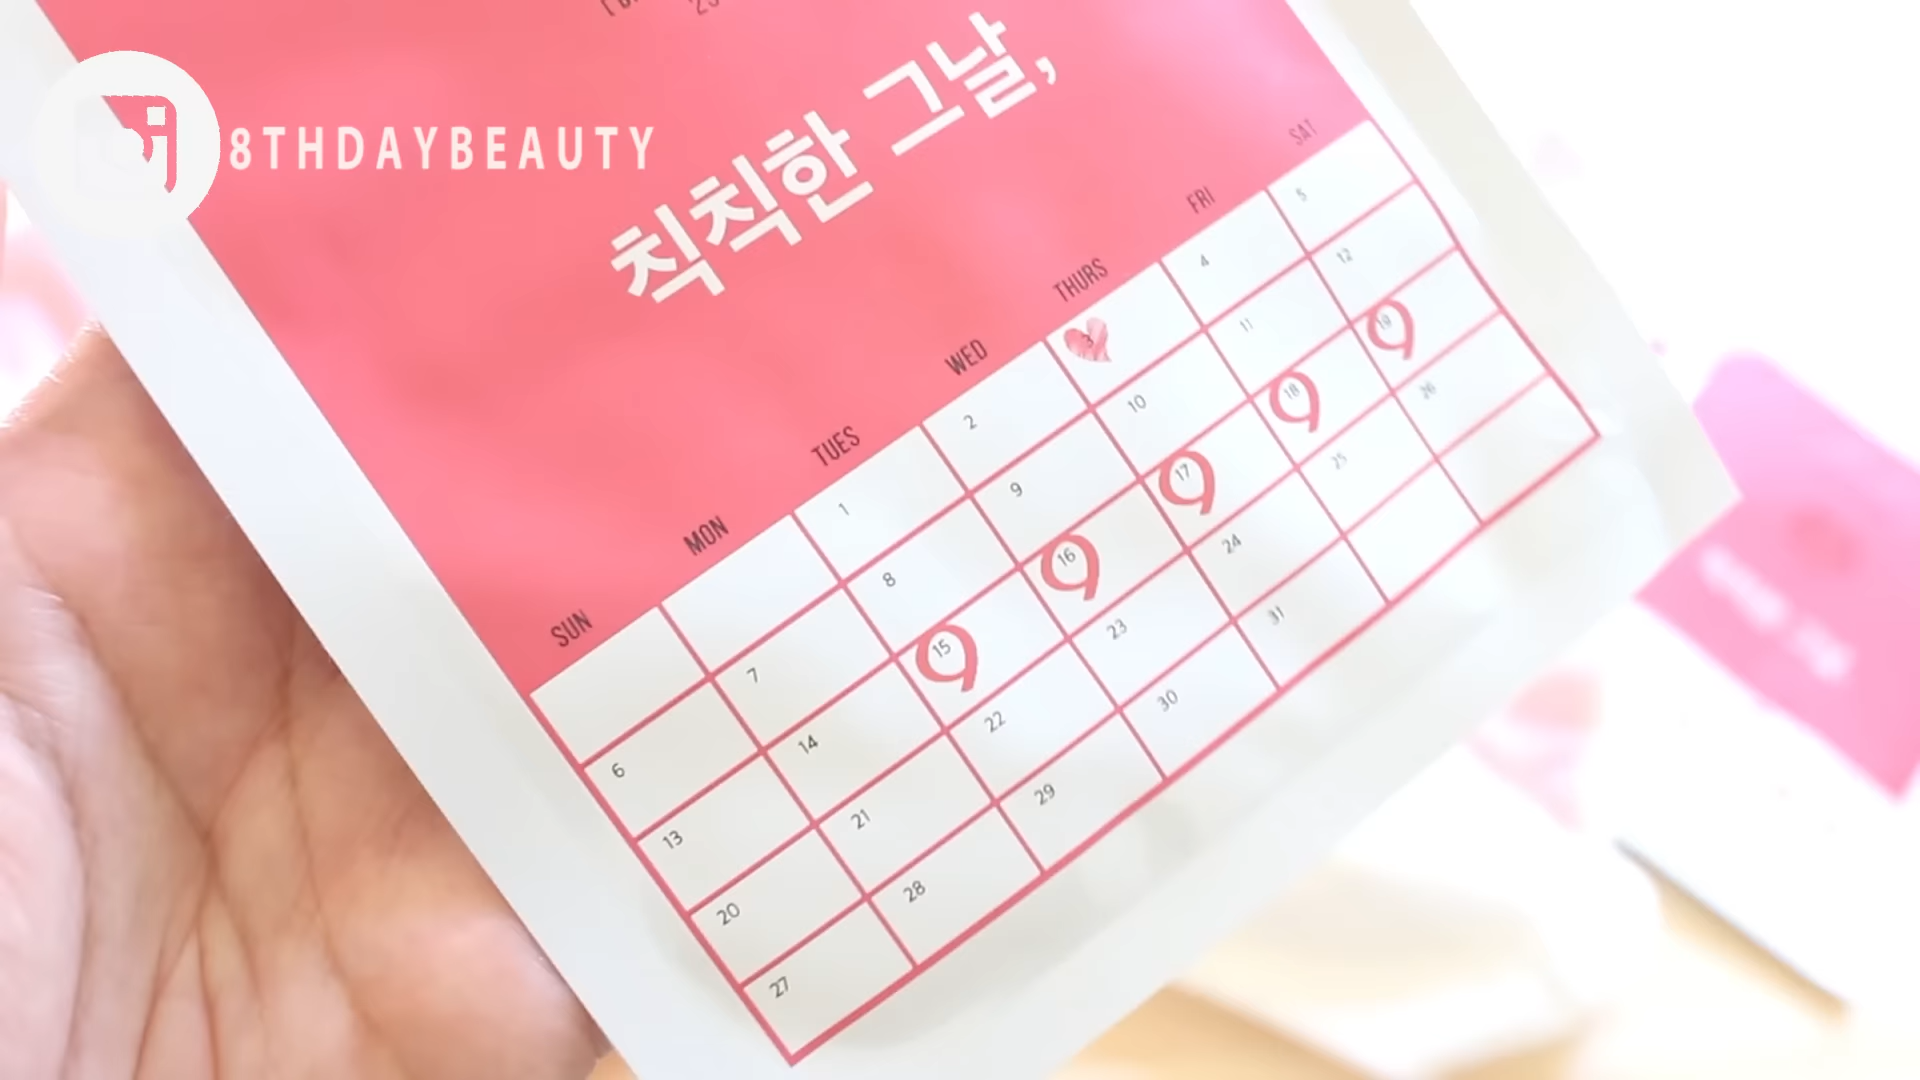 8THDAYBEAUTY
칙칙한 그날,
SUN MON TUES WED THURS FRI SAT
1 2 3 4 5
6 7 8 9 10 11 12
13 14 15 16 17 18 19
20 21 22 23 24 25 26
27 28 29 30 31